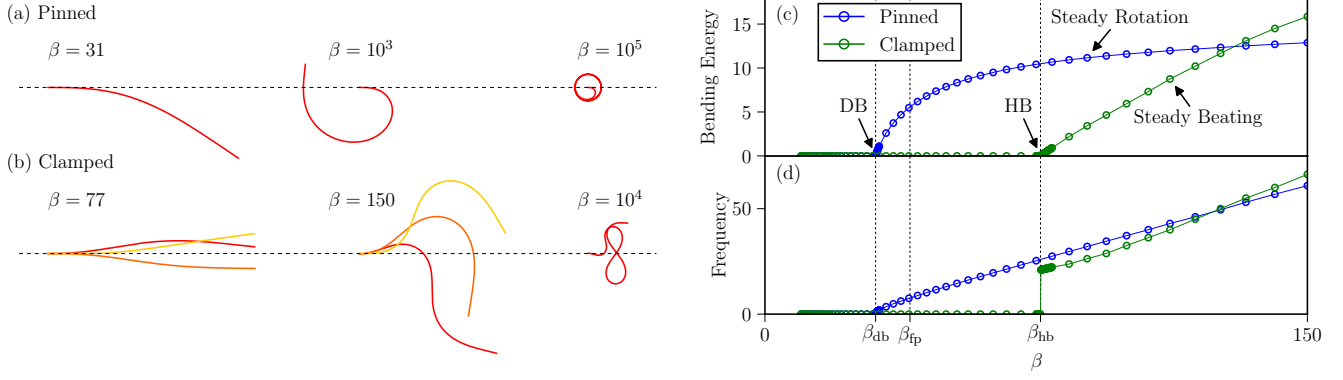 (a) Pinned
β = 31
β = 10³
β = 10⁵
(b) Clamped
β = 77
β = 150
β = 10⁴
(c)
Pinned
Clamped
Steady Rotation
DB
HB
Steady Beating
Bending Energy
15
10
5
0
(d)
Frequency
50
0
0
β_db
β_fp
β_hb
150
β